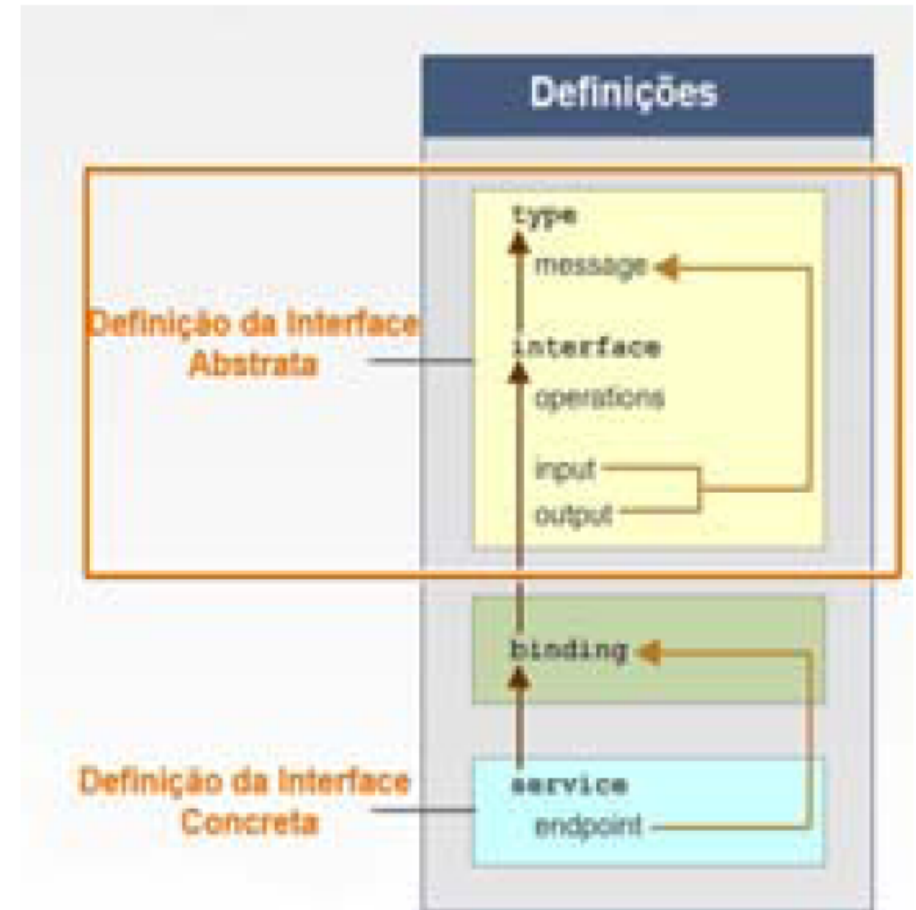 Definições
type
message
Definição da Interface
Abstrata
interface
operations
input
output
binding
Definição da Interface
Concreta
service
endpoint